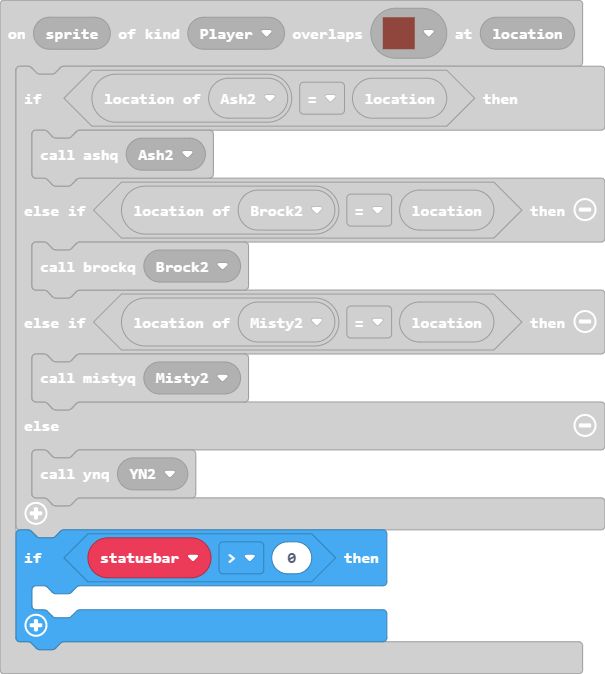 on sprite of kind Player overlaps at location
if location of Ash2 = location then
call ashq Ash2
else if location of Brock2 = location then
call brockq Brock2
else if location of Misty2 = location then
call mistyq Misty2
else
call ynq YN2
if statusbar > 0 then